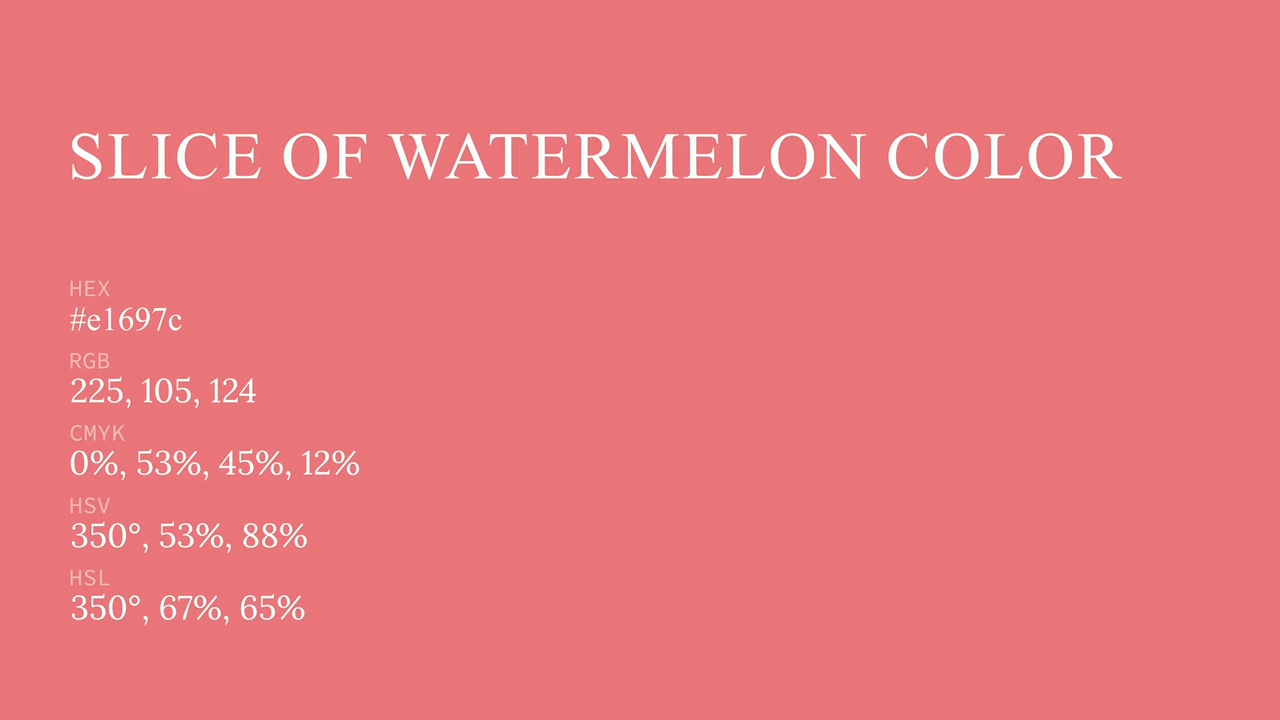 SLICE OF WATERMELON COLOR
HEX
#e1697c
RGB
225, 105, 124
CMYK
0%, 53%, 45%, 12%
HSV
350°, 53%, 88%
HSL
350°, 67%, 65%